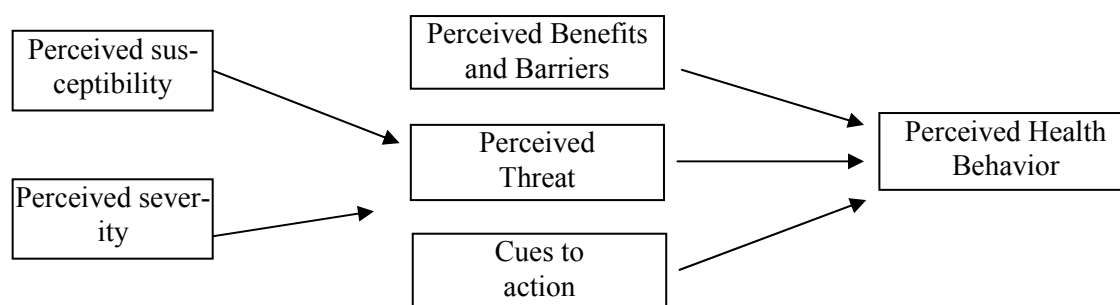 Perceived sus-
ceptibility
Perceived sever-
ity
Perceived Benefits
and Barriers
Perceived
Threat
Cues to
action
Perceived Health
Behavior